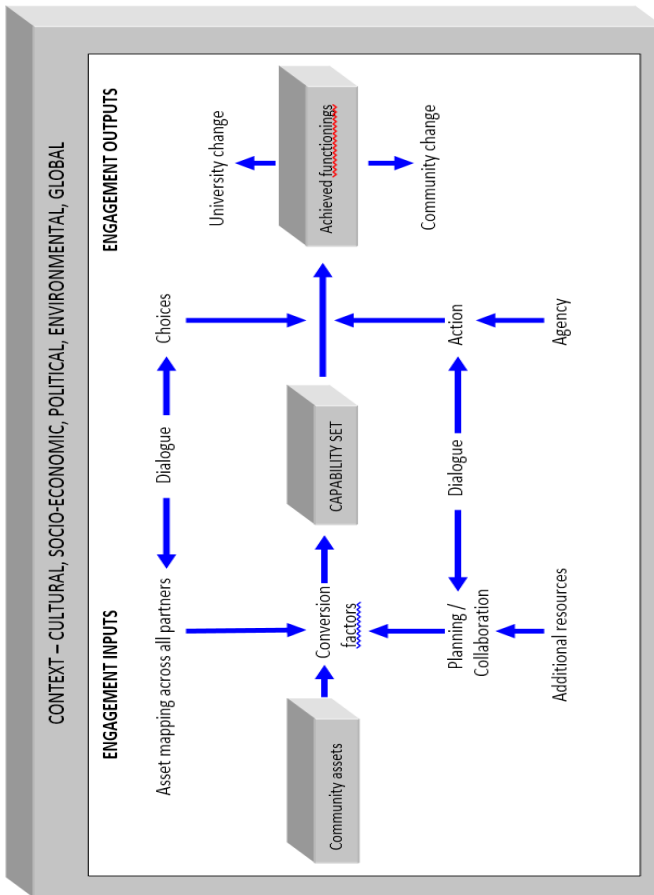 CONTEXT – CULTURAL, SOCIO-ECONOMIC, POLITICAL, ENVIRONMENTAL, GLOBAL
ENGAGEMENT INPUTS
ENGAGEMENT OUTPUTS
Asset mapping across all partners
Dialogue
Choices
University change
Community assets
Conversion
factors
CAPABILITY SET
Achieved functionings
Planning /
Collaboration
Dialogue
Action
Community change
Additional resources
Agency